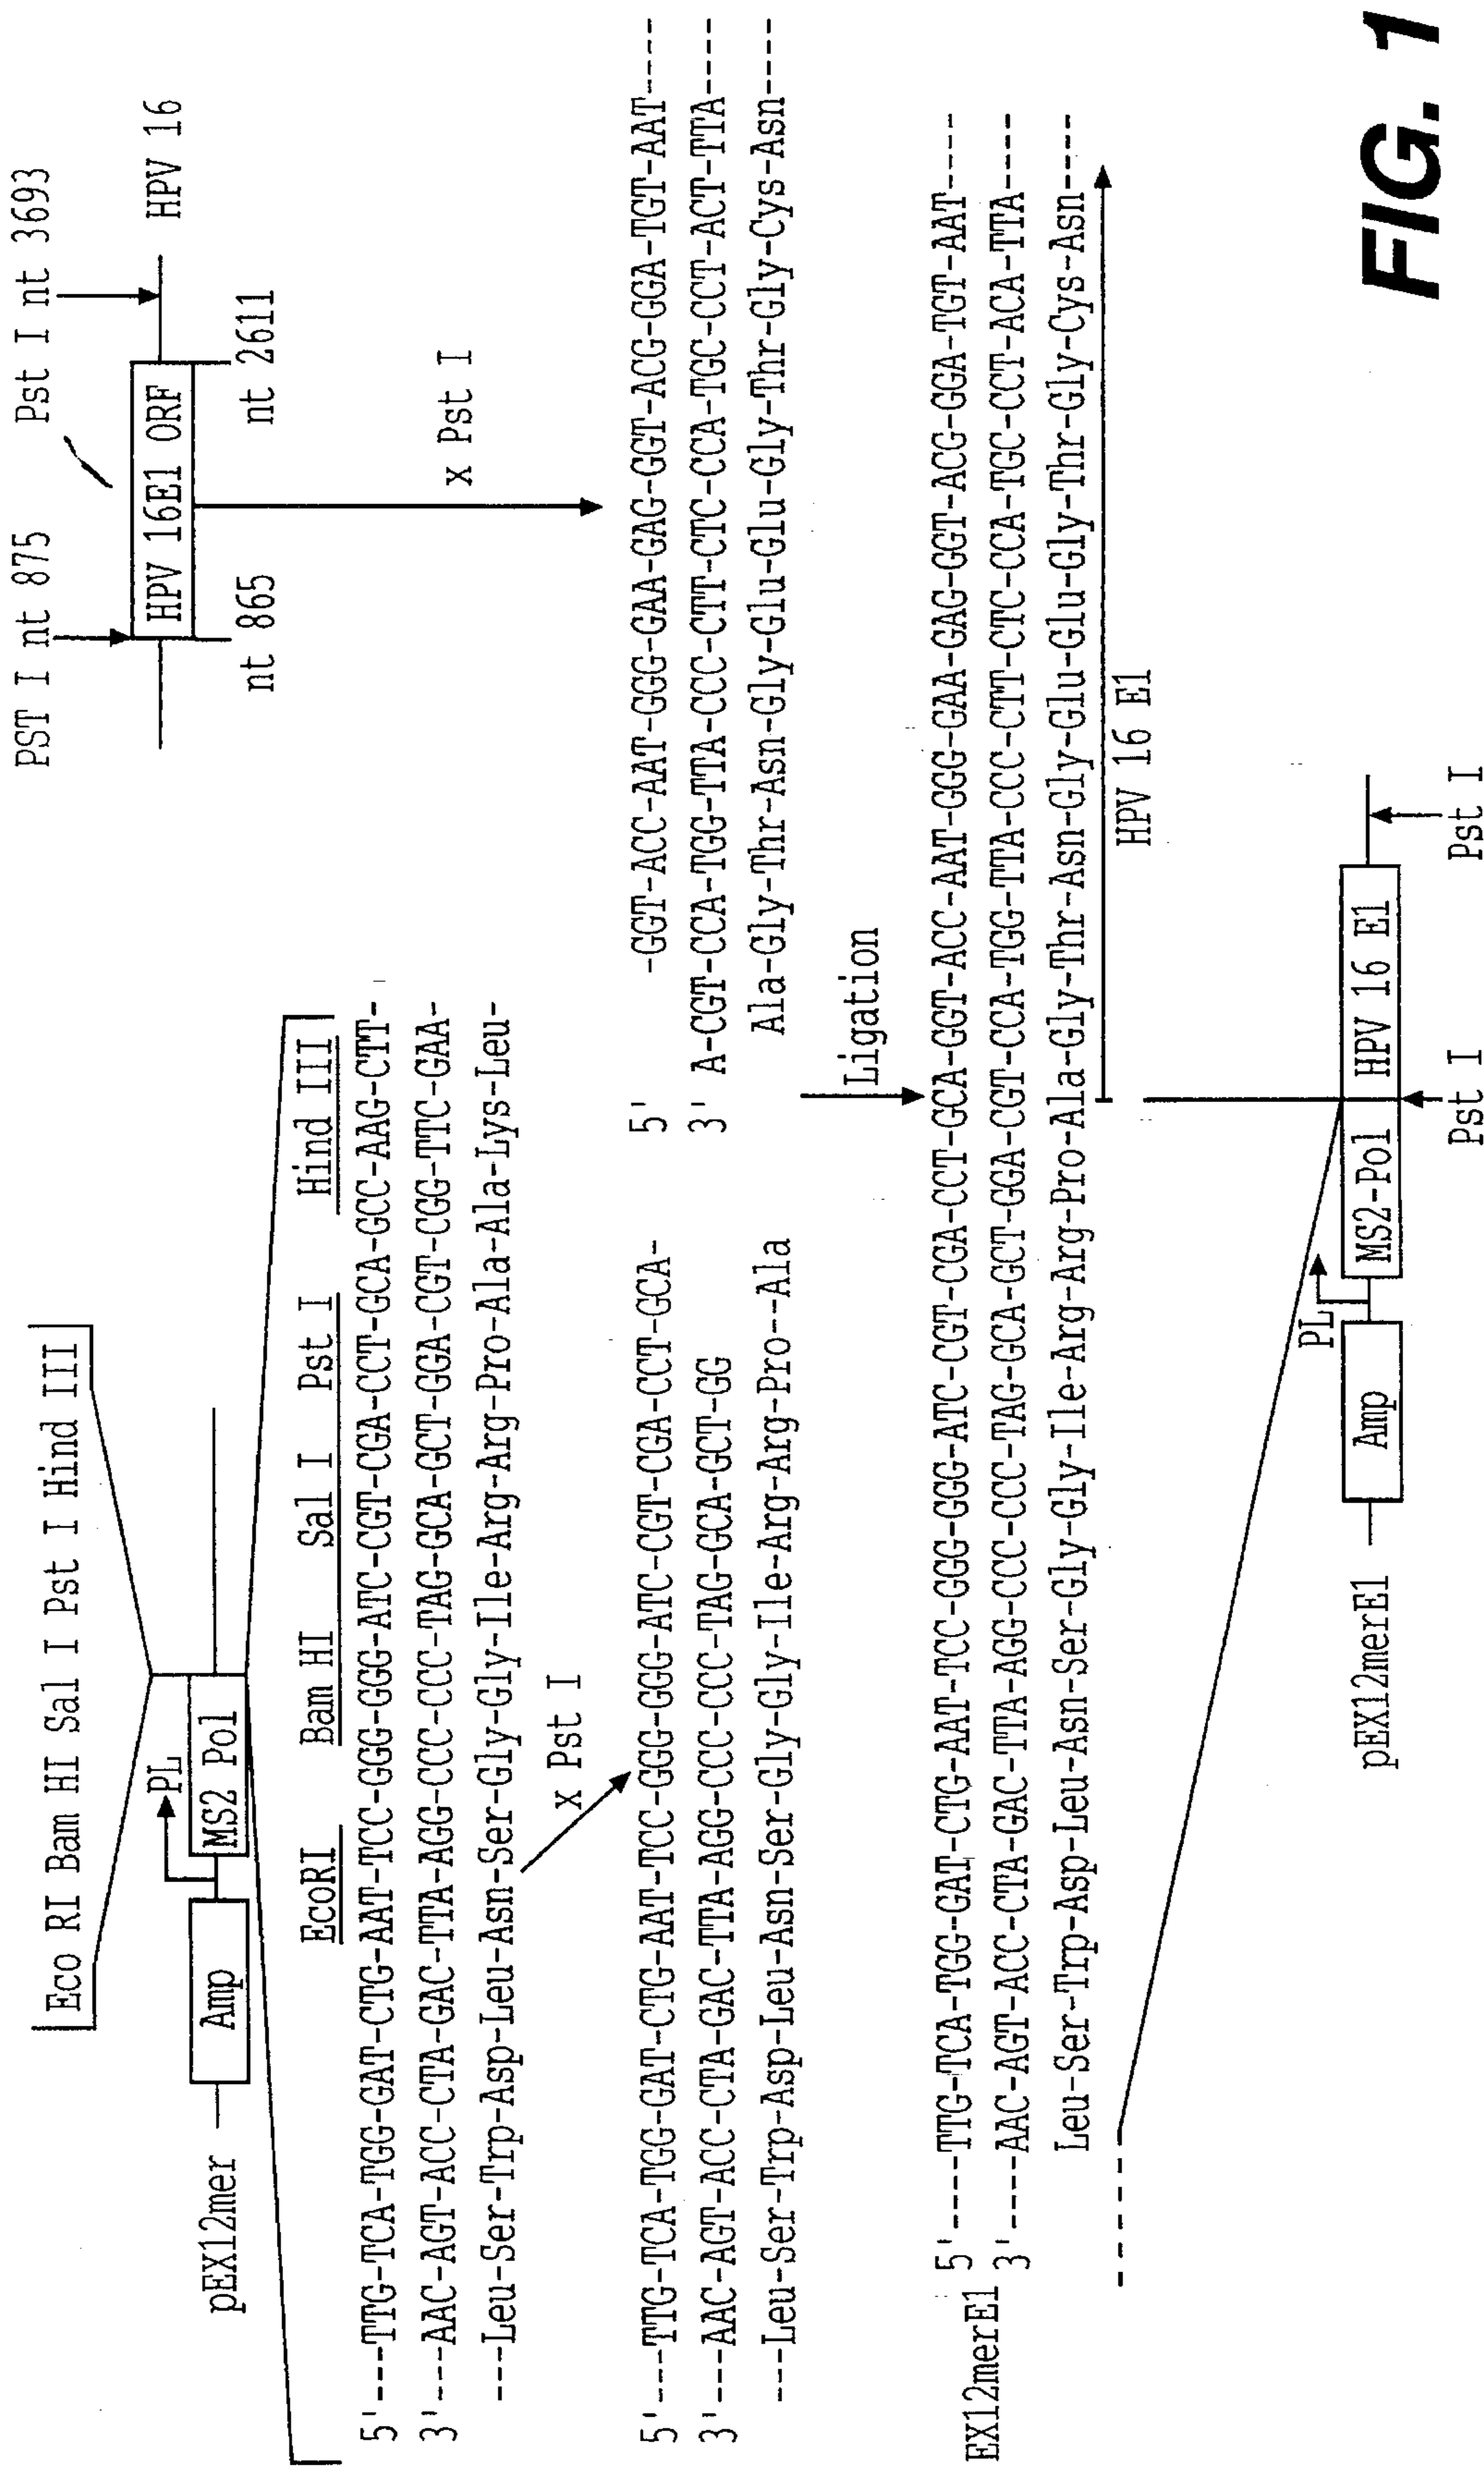 Eco RI Bam HI Sal I Pst I Hind III
pEX12mer
Amp
PL
MS2 Pol
PST I nt 875
Pst I nt 3693
HPV 16E1 ORF
HPV 16
nt 865
nt 2611
x Pst I
EcoRI Bam HI Sal I Pst I Hind III
5'---TTG-TCA-TGG-GAT-CTG-AAT-TCC-GGG-GGG-ATC-CGT-CGA-CCT-GCA-GCC-AAG-CTT-
3'---AAC-AGT-ACC-CTA-GAC-TTA-AGG-CCC-CCC-TAG-GCA-GCT-GGA-CGT-CGG-TTC-GAA-
---Leu-Ser-Trp-Asp-Leu-Asn-Ser-Gly-Gly-Ile-Arg-Arg-Pro-Ala-Ala-Lys-Leu-
x Pst I
5'---TTG-TCA-TGG-GAT-CTG-AAT-TCC-GGG-GGG-ATC-CGT-CGA-CCT-GCA-
3'---AAC-AGT-ACC-CTA-GAC-TTA-AGG-CCC-CCC-TAG-GCA-GCT-GG
---Leu-Ser-Trp-Asp-Leu-Asn-Ser-Gly-Gly-Ile-Arg-Arg-Pro--Ala
5' -GGT-ACC-AAT-GGG-GAA-GAG-GGT-ACG-GGA-TGT-AAT----
3' A-CGT-CCA-TGG-TTA-CCC-CTT-CTC-CCA-TGC-CCT-ACT-TTA----
Ala-Gly-Thr-Asn-Gly-Glu-Glu-Gly-Thr-Gly-Cys-Asn----
Ligation
EX12merE1
5'----TTG-TCA-TGG-GAT-CTG-AAT-TCC-GGG-GGG-ATC-CGT-CGA-CCT-GCA-GGT-ACC-AAT-GGG-GAA-GAG-GGT-ACG-GGA-TGT-AAT----
3'----AAC-AGT-ACC-CTA-GAC-TTA-AGG-CCC-CCC-TAG-GCA-GCT-GGA-CGT-CCA-TGG-TTA-CCC-CTT-CTC-CCA-TGC-CCT-ACA-TTA----
Leu-Ser-Trp-Asp-Leu-Asn-Ser-Gly-Gly-Ile-Arg-Arg-Pro-Ala-Gly-Thr-Asn-Gly-Glu-Glu-Gly-Thr-Gly-Cys-Asn----
HPV 16 E1
pEX12merE1
Amp
PL
MS2-Pol
HPV 16 E1
Pst I
Pst I
FIG. 1